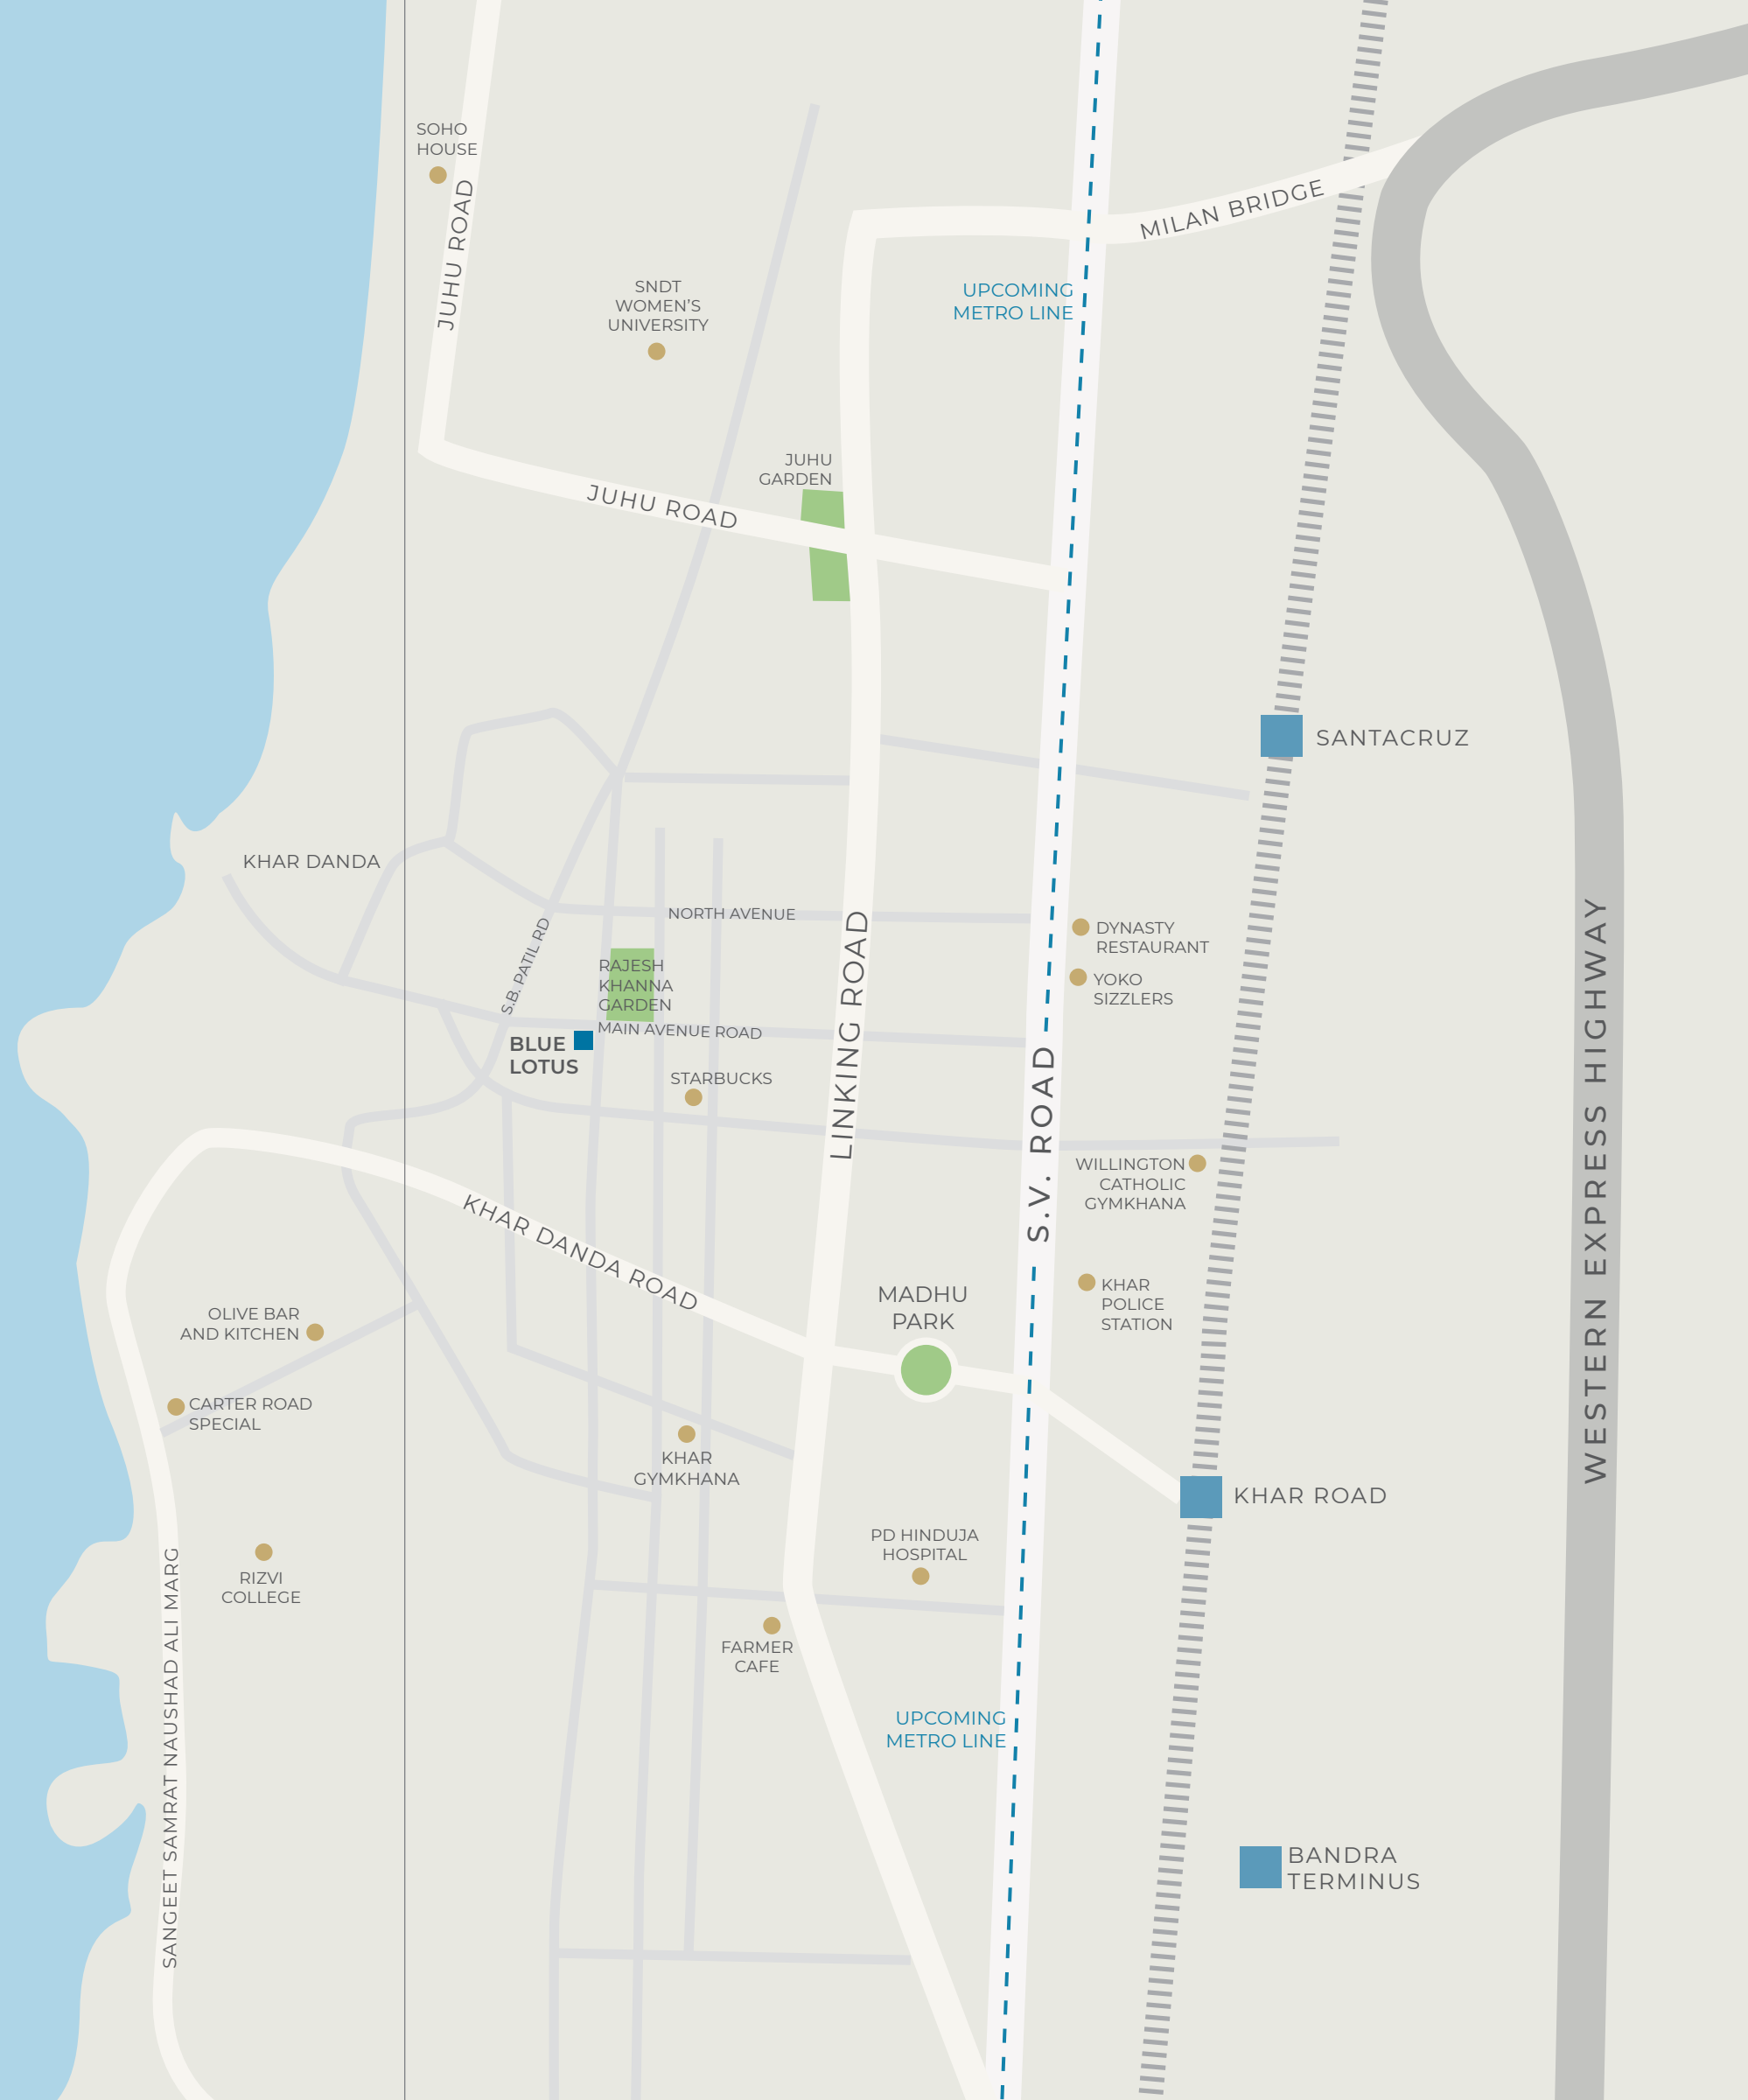 SOHO
HOUSE
JUHU ROAD
MILAN BRIDGE
SNDT
WOMEN'S
UNIVERSITY
UPCOMING
METRO LINE
JUHU
GARDEN
JUHU ROAD
SANTACRUZ
KHAR DANDA
NORTH AVENUE
S.B. PATIL RD
RAJESH
KHANNA
GARDEN
MAIN AVENUE ROAD
BLUE
LOTUS
STARBUCKS
LINKING ROAD
DYNASTY
RESTAURANT
YOKO
SIZZLERS
S.V. ROAD
WESTERN EXPRESS HIGHWAY
WILLINGTON
CATHOLIC
GYMKHANA
KHAR DANDA ROAD
MADHU
PARK
KHAR
POLICE
STATION
OLIVE BAR
AND KITCHEN
CARTER ROAD
SPECIAL
KHAR
GYMKHANA
KHAR ROAD
PD HINDUJA
HOSPITAL
RIZVI
COLLEGE
SANGEET SAMRAT NAUSHAD ALI MARG
FARMER
CAFE
UPCOMING
METRO LINE
BANDRA
TERMINUS